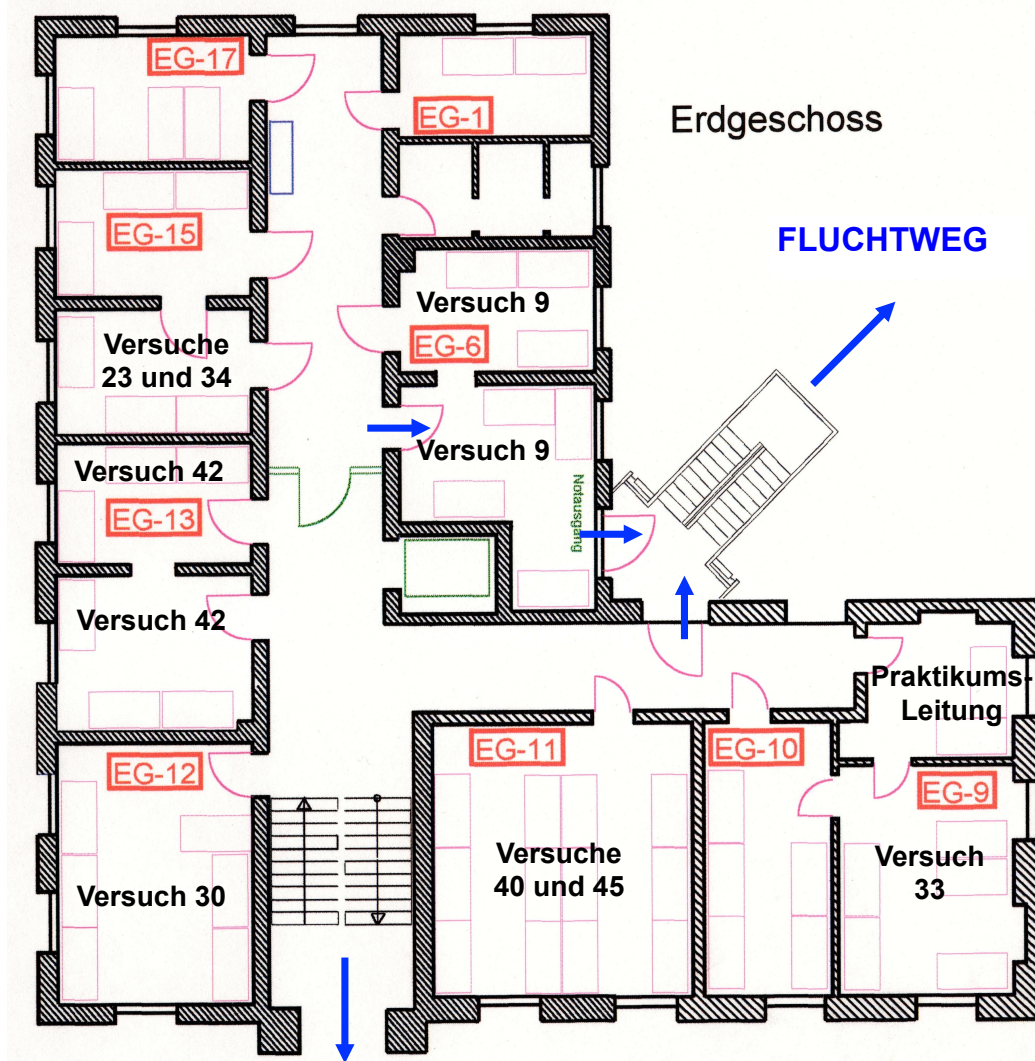 EG-17
EG-1
Erdgeschoss
EG-15
FLUCHTWEG
Versuch 9
EG-6
Versuche
23 und 34
Versuch 9
Versuch 42
EG-13
Notausgang
Versuch 42
Praktikums-
Leitung
EG-12
EG-11
EG-10
EG-9
Versuch 30
Versuche
40 und 45
Versuch
33